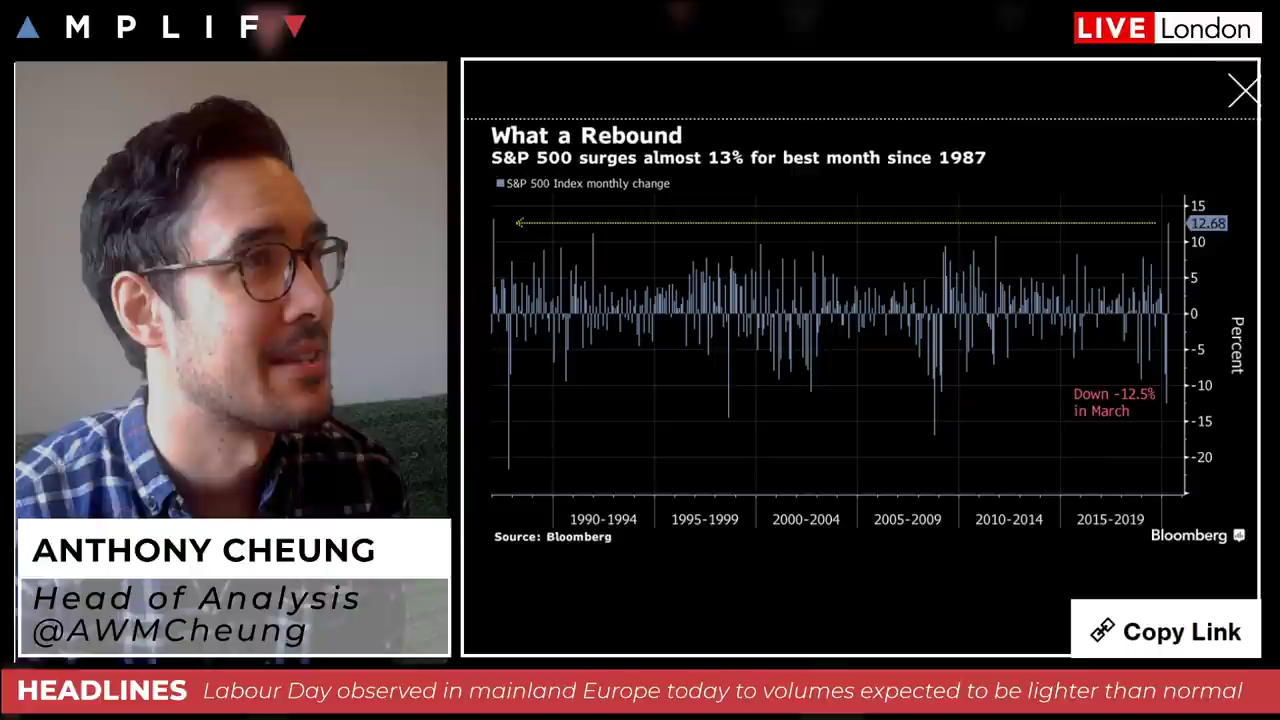 ▲ M P L I F ▼
LIVE London
What a Rebound
S&P 500 surges almost 13% for best month since 1987
S&P 500 Index monthly change
15
12.68
10
5
0
-5
-10
-15
-20
Percent
Down -12.5%
in March
1990-1994 1995-1999 2000-2004 2005-2009 2010-2014 2015-2019
Source: Bloomberg
Bloomberg
ANTHONY CHEUNG
Head of Analysis
@AWMCheung
Copy Link
HEADLINES Labour Day observed in mainland Europe today to volumes expected to be lighter than normal